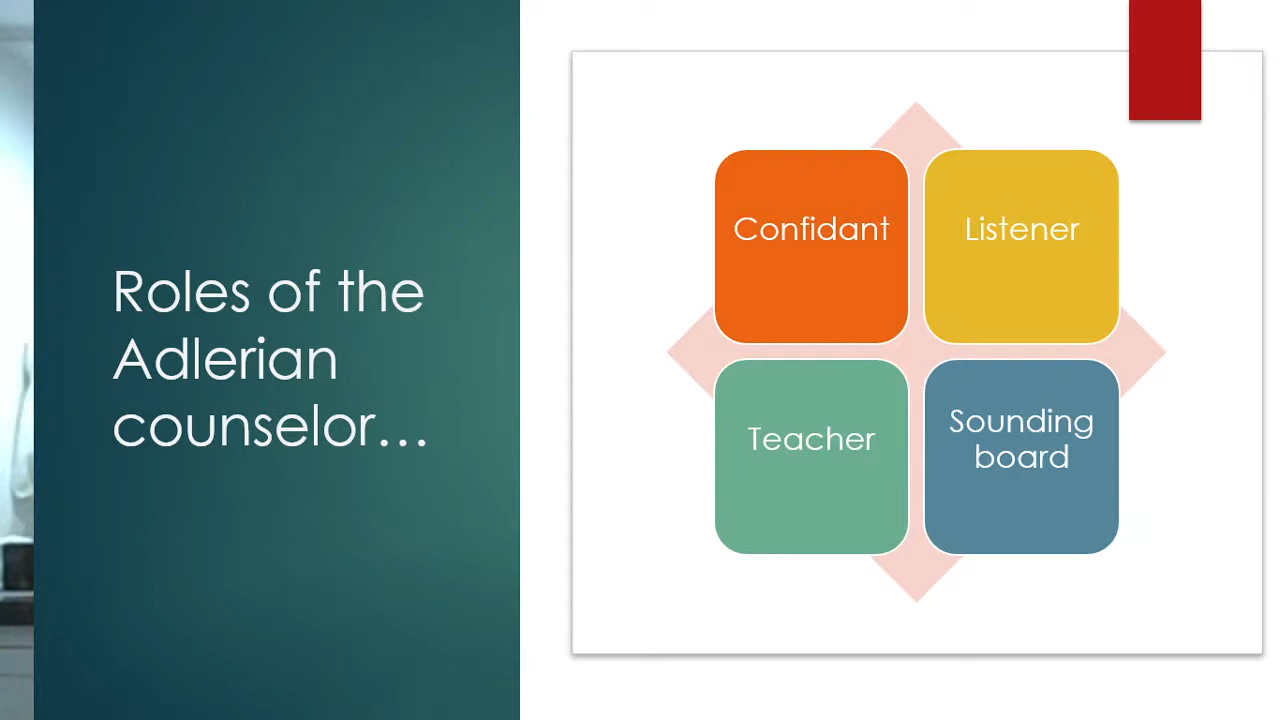 Roles of the
Adlerian
counselor…
Confidant
Listener
Teacher
Sounding
board